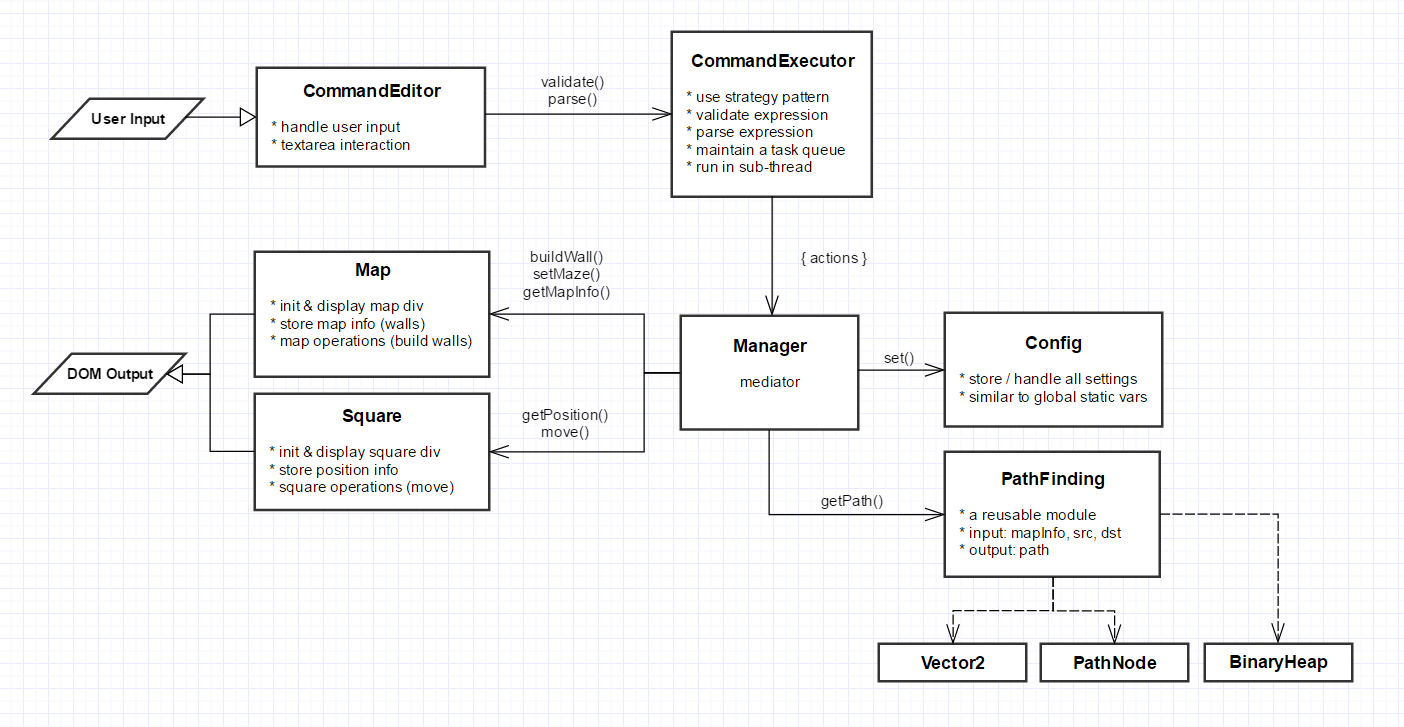 User Input
CommandEditor
* handle user input
* textarea interaction
validate()
parse()
CommandExecutor
* use strategy pattern
* validate expression
* parse expression
* maintain a task queue
* run in sub-thread
{ actions }
DOM Output
Map
* init & display map div
* store map info (walls)
* map operations (build walls)
buildWall()
setMaze()
getMapInfo()
Square
* init & display square div
* store position info
* square operations (move)
getPosition()
move()
Manager
mediator
set()
Config
* store / handle all settings
* similar to global static vars
getPath()
PathFinding
* a reusable module
* input: mapInfo, src, dst
* output: path
Vector2
PathNode
BinaryHeap